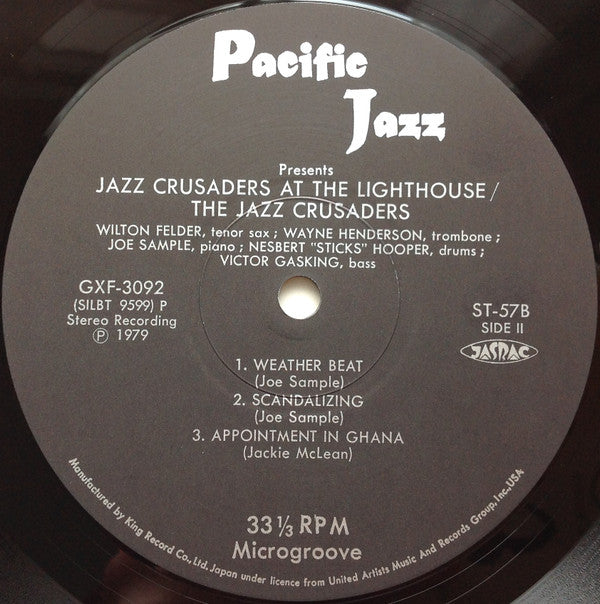 Pacific
Jazz
Presents
JAZZ CRUSADERS AT THE LIGHTHOUSE/
THE JAZZ CRUSADERS
WILTON FELDER, tenor sax ; WAYNE HENDERSON, trombone ;
JOE SAMPLE, piano ; NESBERT "STICKS" HOOPER, drums ;
VICTOR GASKING, bass
GXF-3092
(SILBT 9599) P
Stereo Recording
Ⓟ 1979
ST-57B
SIDE II
JASRAC
1. WEATHER BEAT
(Joe Sample)
2. SCANDALIZING
(Joe Sample)
3. APPOINTMENT IN GHANA
(Jackie McLean)
33 1/3 RPM
Microgroove
Manufactured by King Record Co., Ltd. Japan under licence from United Artists Music And Records Group, Inc., USA